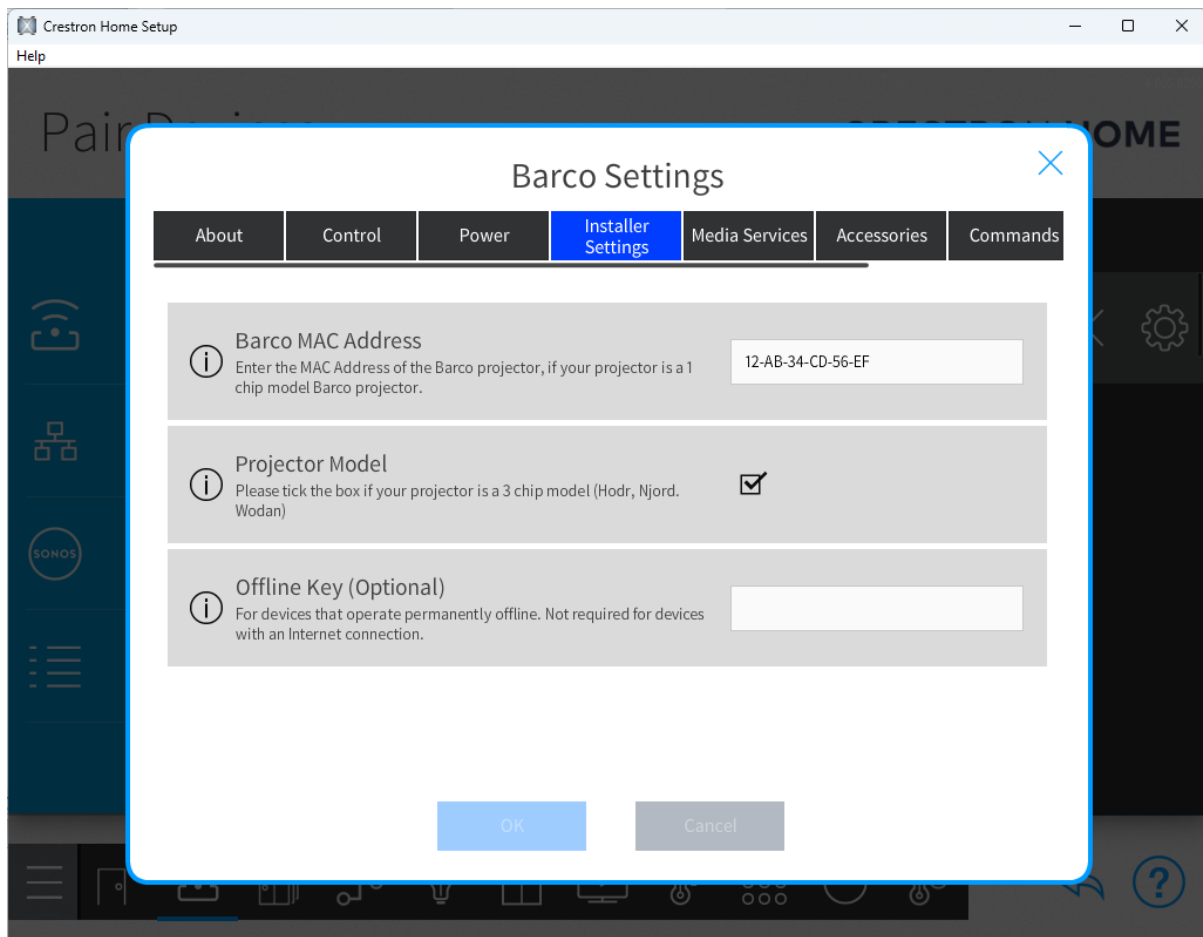 Crestron Home Setup
Help
Barco Settings
About
Control
Power
Installer
Settings
Media Services
Accessories
Commands
Barco MAC Address
Enter the MAC Address of the Barco projector, if your projector is a 1
chip model Barco projector.
12-AB-34-CD-56-EF
Projector Model
Please tick the box if your projector is a 3 chip model (Hodr, Njord.
Wodan)
Offline Key (Optional)
For devices that operate permanently offline. Not required for devices
with an Internet connection.
OK
Cancel
SONOS
?